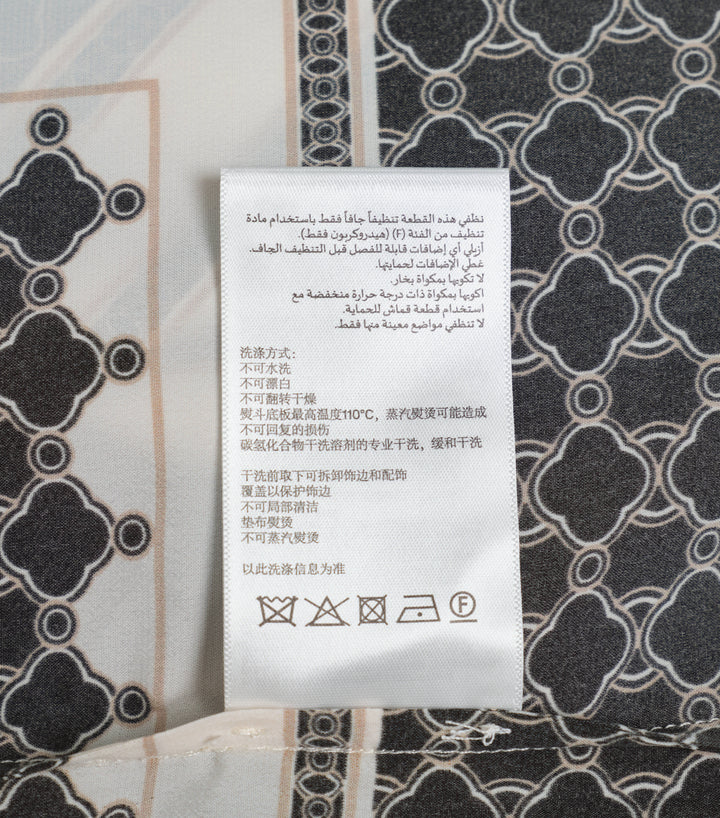 نظفي هذه القطعة تنظيفاً جافاً فقط باستخدام مادة
تنظيف من الفئة (F) (هيدروكربون فقط).
أزيلي أي إضافات قابلة للفصل قبل التنظيف الجاف.
غطي الإضافات لحمايتها.
لا تكويها بمكواة بخار.
اكويها بمكواة ذات درجة حرارة منخفضة مع
استخدام قطعة قماش للحماية.
لا تنظفي مواضع معينة منها فقط.
洗涤方式：
不可水洗
不可漂白
不可翻转干燥
熨斗底板最高温度110°C，蒸汽熨烫可能造成
不可回复的损伤
碳氢化合物干洗溶剂的专业干洗，缓和干洗
干洗前取下可拆卸饰边和配饰
覆盖以保护饰边
不可局部清洁
垫布熨烫
不可蒸汽熨烫
以此洗涤信息为准
F